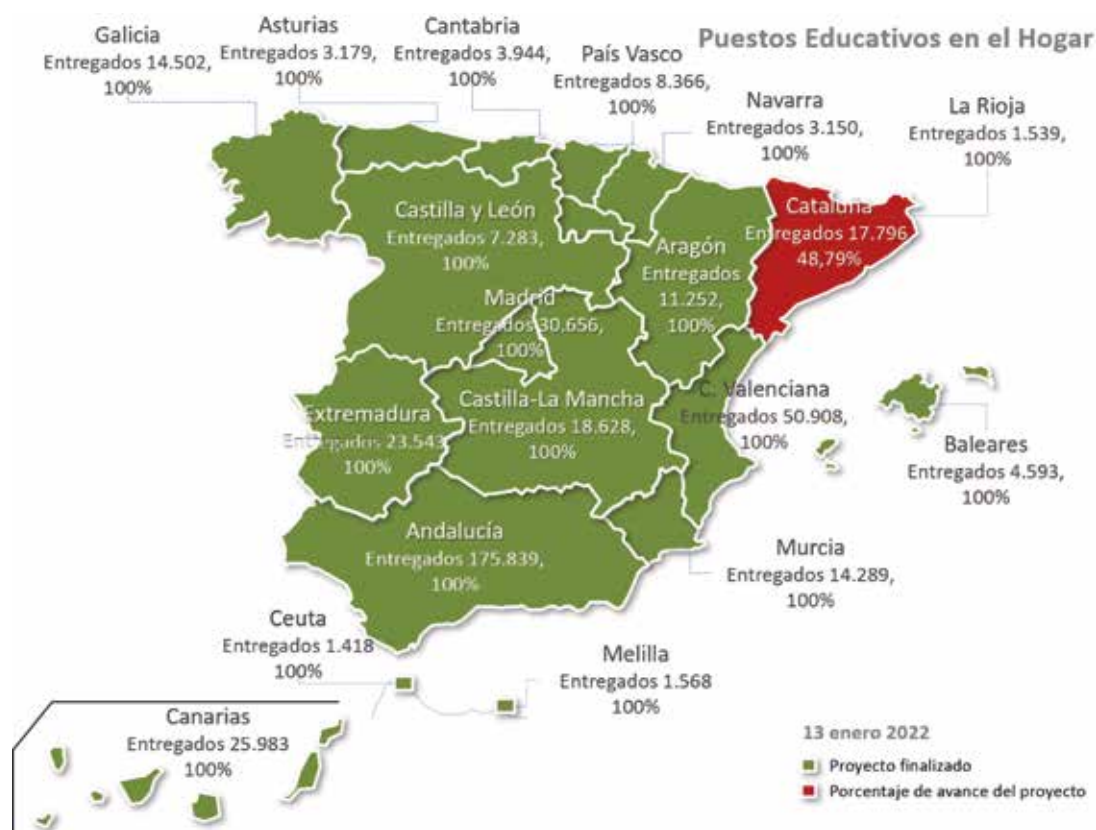 Puestos Educativos en el Hogar
Galicia
Entregados 14.502,
100%
Asturias
Entregados 3.179,
100%
Cantabria
Entregados 3.944,
100%
País Vasco
Entregados 8.366,
100%
Navarra
Entregados 3.150,
100%
La Rioja
Entregados 1.539,
100%
Castilla y León
Entregados 7.283,
100%
Aragón
Entregados
11.252,
100%
Cataluña
Entregados 17.796
48,79%
Madrid
Entregados 30,656,
100%
Extremadura
Entregados 23.543
100%
Castilla-La Mancha
Entregados 18.628,
100%
C. Valenciana
Entregados 50.908,
100%
Baleares
Entregados 4.593,
100%
Andalucía
Entregados 175.839,
100%
Murcia
Entregados 14.289,
100%
Ceuta
Entregados 1.418
100%
Melilla
Entregados 1.568
100%
Canarias
Entregados 25.983
100%
13 enero 2022
Proyecto finalizado
Porcentaje de avance del proyecto